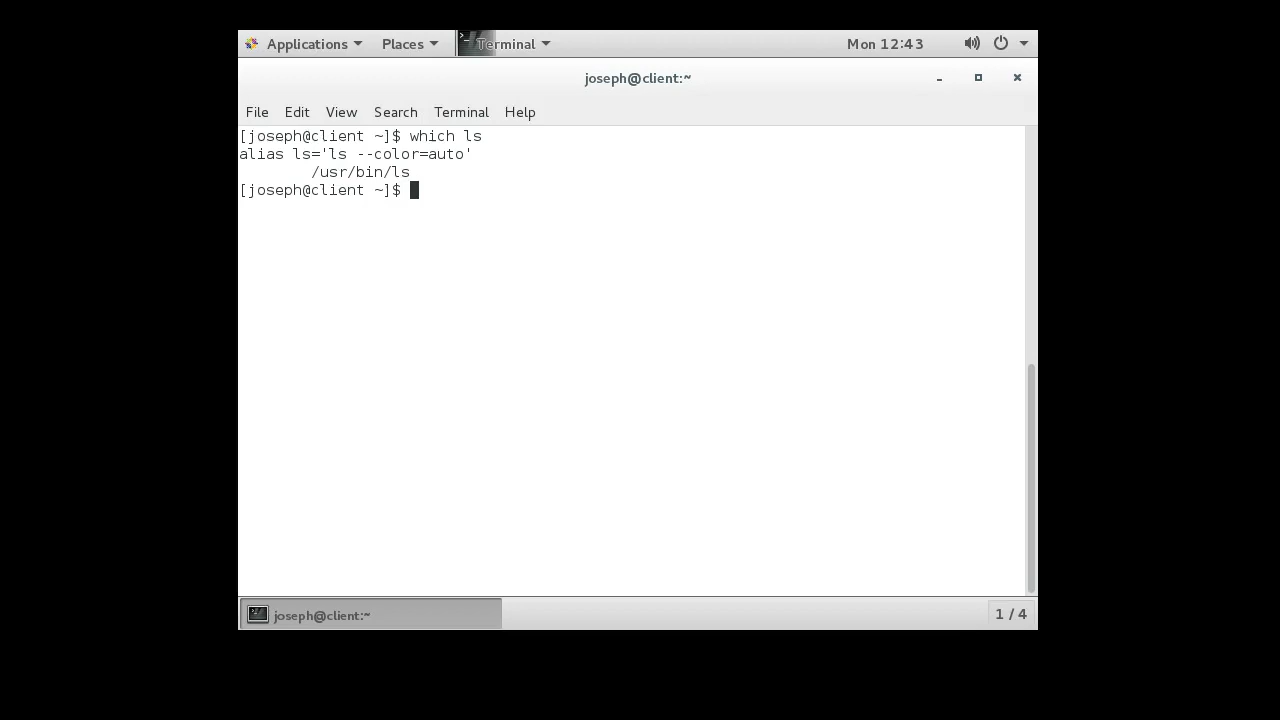 Applications Places Terminal Mon 12:43
joseph@client:~
File Edit View Search Terminal Help
[joseph@client ~]$ which ls
alias ls='ls --color=auto'
        /usr/bin/ls
[joseph@client ~]$
joseph@client:~ 1 / 4